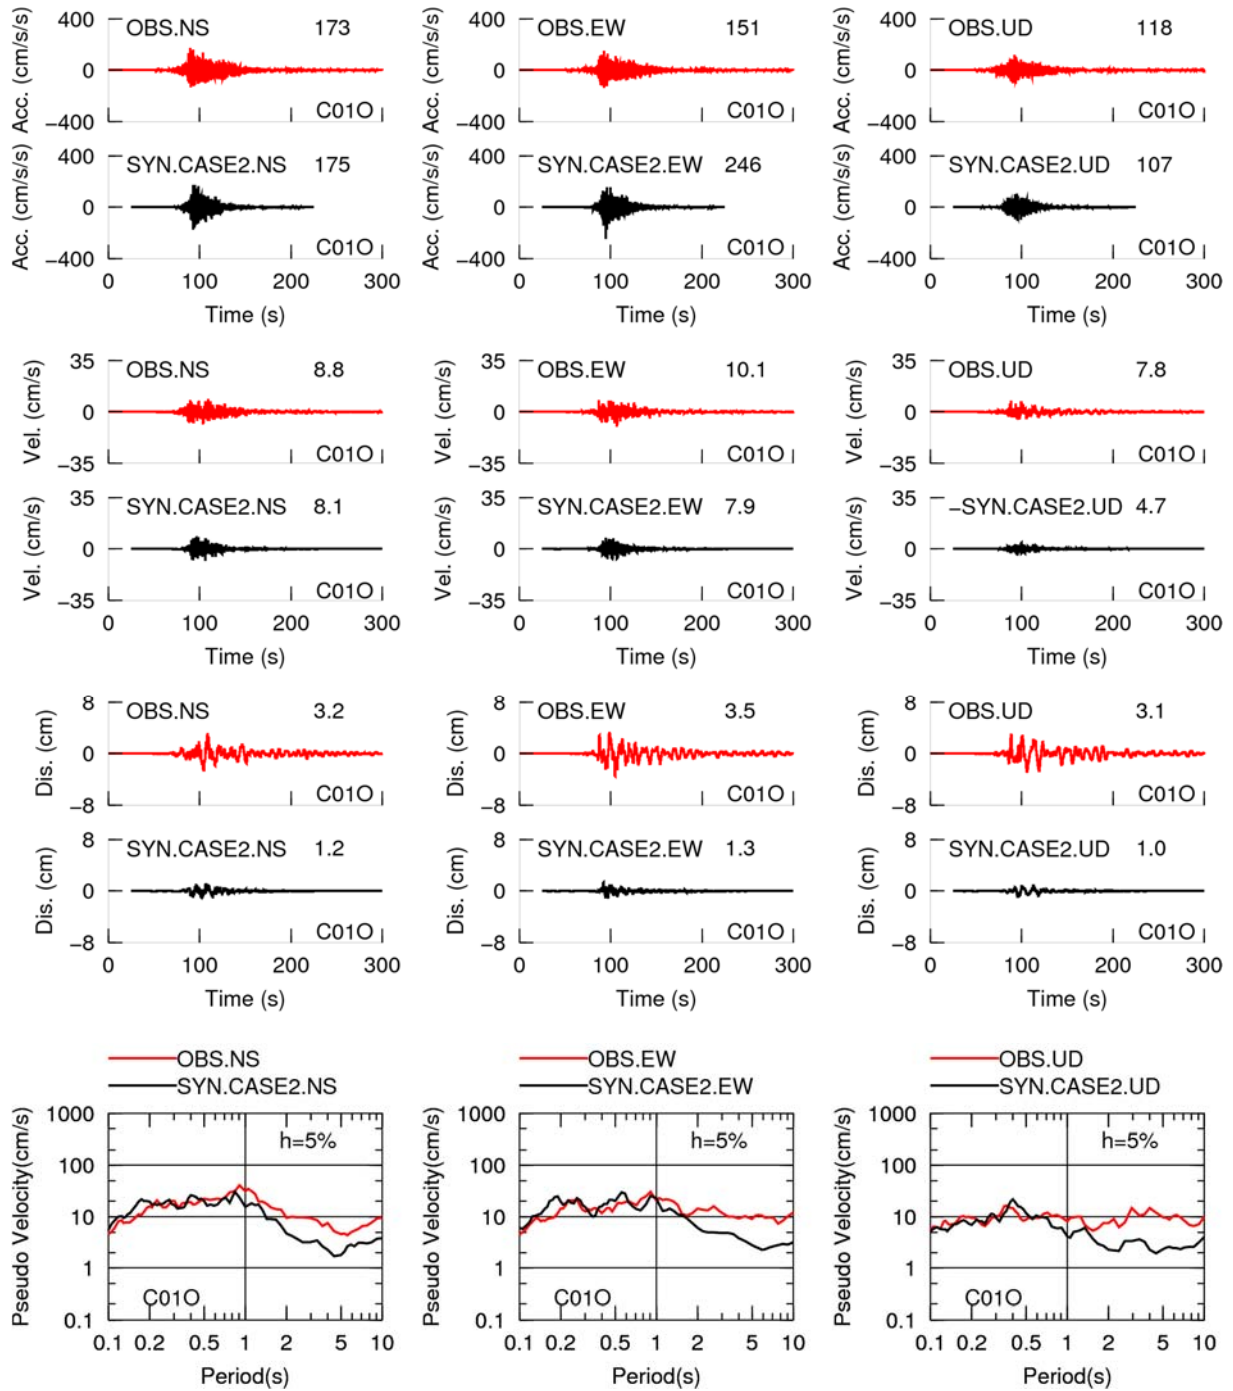 400 OBS.NS 173
Acc. (cm/s/s) 0
−400 C01O
400 SYN.CASE2.NS 175
Acc. (cm/s/s) 0
−400 C01O
0 100 200 300
Time (s)
OBS.EW 151
Acc. (cm/s/s)
C01O
SYN.CASE2.EW 246
Acc. (cm/s/s)
C01O
0 100 200 300
Time (s)
400 OBS.UD 118
Acc. (cm/s/s) 0
−400 C01O
400 SYN.CASE2.UD 107
Acc. (cm/s/s) 0
−400 C01O
0 100 200 300
Time (s)
35 OBS.NS 8.8
Vel. (cm/s) 0
−35 C01O
35 SYN.CASE2.NS 8.1
Vel. (cm/s) 0
−35 C01O
0 100 200 300
Time (s)
35 OBS.EW 10.1
Vel. (cm/s) 0
−35 C01O
35 SYN.CASE2.EW 7.9
Vel. (cm/s) 0
−35 C01O
0 100 200 300
Time (s)
35 OBS.UD 7.8
Vel. (cm/s) 0
−35 C01O
35 −SYN.CASE2.UD 4.7
Vel. (cm/s) 0
−35 C01O
0 100 200 300
Time (s)
8 OBS.NS 3.2
Dis. (cm) 0
−8 C01O
8 SYN.CASE2.NS 1.2
Dis. (cm) 0
−8 C01O
0 100 200 300
Time (s)
8 OBS.EW 3.5
Dis. (cm) 0
−8 C01O
8 SYN.CASE2.EW 1.3
Dis. (cm) 0
−8 C01O
0 100 200 300
Time (s)
8 OBS.UD 3.1
Dis. (cm) 0
−8 C01O
8 SYN.CASE2.UD 1.0
Dis. (cm) 0
−8 C01O
0 100 200 300
Time (s)
OBS.NS
SYN.CASE2.NS
Pseudo Velocity(cm/s)
1000
h=5%
100
10
1
C01O
0.1
0.1 0.2 0.5 1 2 5 10
Period(s)
OBS.EW
SYN.CASE2.EW
Pseudo Velocity(cm/s)
1000
h=5%
100
10
1
C01O
0.1
0.1 0.2 0.5 1 2 5 10
Period(s)
OBS.UD
SYN.CASE2.UD
Pseudo Velocity(cm/s)
1000
h=5%
100
10
1
C01O
0.1
0.1 0.2 0.5 1 2 5 10
Period(s)